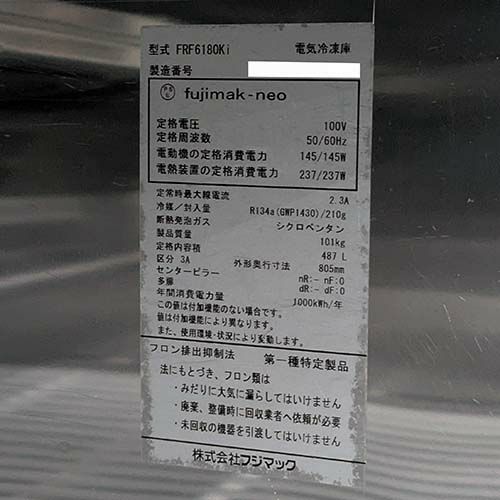 型式 FRF6180Ki 電気冷凍庫
製造番号
fujimak-neo
定格電圧 100V
定格周波数 50/60Hz
電動機の定格消費電力 145/145W
電熱装置の定格消費電力 237/237W
定常時最大線電流 2.3A
冷媒/封入量 R134a(GWP1430)/210g
断熱発泡ガス シクロペンタン
製品質量 101kg
定格内容積 487 L
区分 3A 外形奥行寸法 805mm
センターピラー nR:- nF:0
多扉 dR:- dF:0
年間消費電力量 1000kWh/年
この値は付加機能のない場合です。
値は付加機能により異なります。
また、使用環境・状況により変動します。
フロン排出抑制法 第一種特定製品
法にもとづき、フロン類は
・みだりに大気に漏らしてはいけません
・廃棄、整備時に回収業者へ依頼が必要
・未回収の機器を引渡してはいけません
株式会社フジマック